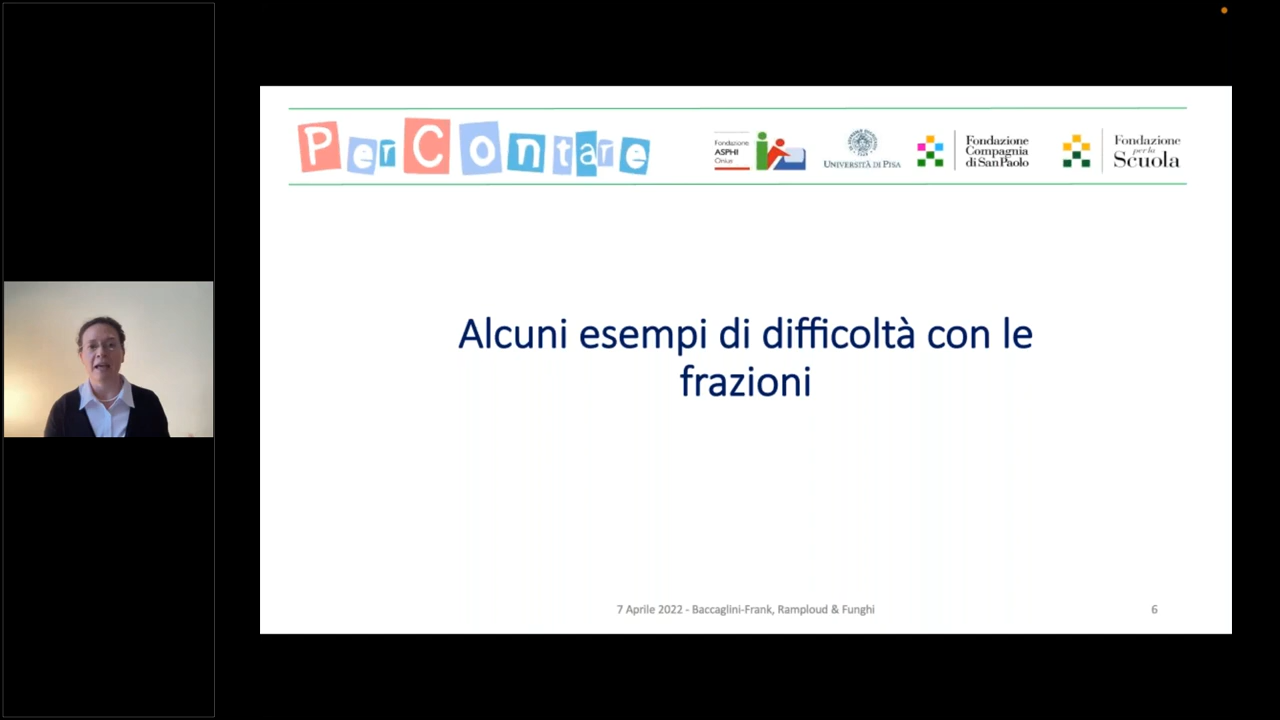 PerContare
Fondazione
ASPHI
Onlus
UNIVERSITÀ DI PISA
Fondazione
Compagnia
di San Paolo
Fondazione
per la
Scuola
Alcuni esempi di difficoltà con le
frazioni
7 Aprile 2022 - Baccaglini-Frank, Ramploud & Funghi
6